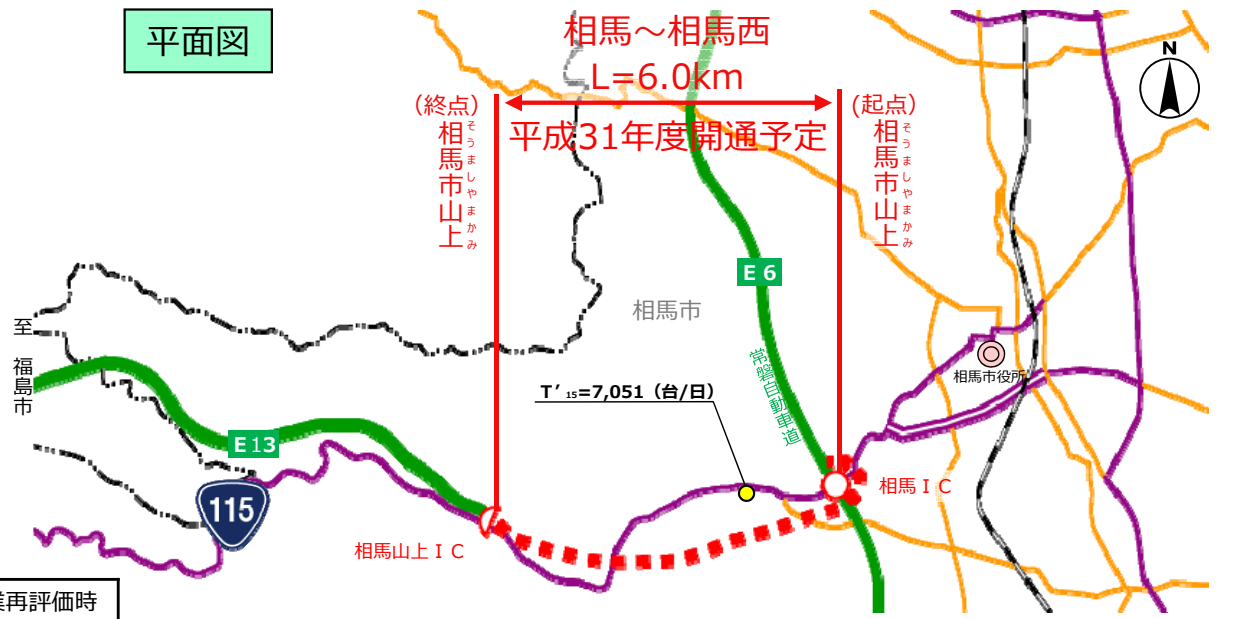 平面図
相馬～相馬西
L=6.0km
平成31年度開通予定
(終点)
相馬市山上
そうましやまかみ
(起点)
相馬市山上
そうましやまかみ
N
E 6
相馬市
常磐自動車道
至
福島市
相馬市役所
T′15=7,051（台/日）
E 13
115
相馬ＩＣ
相馬山上ＩＣ
業再評価時